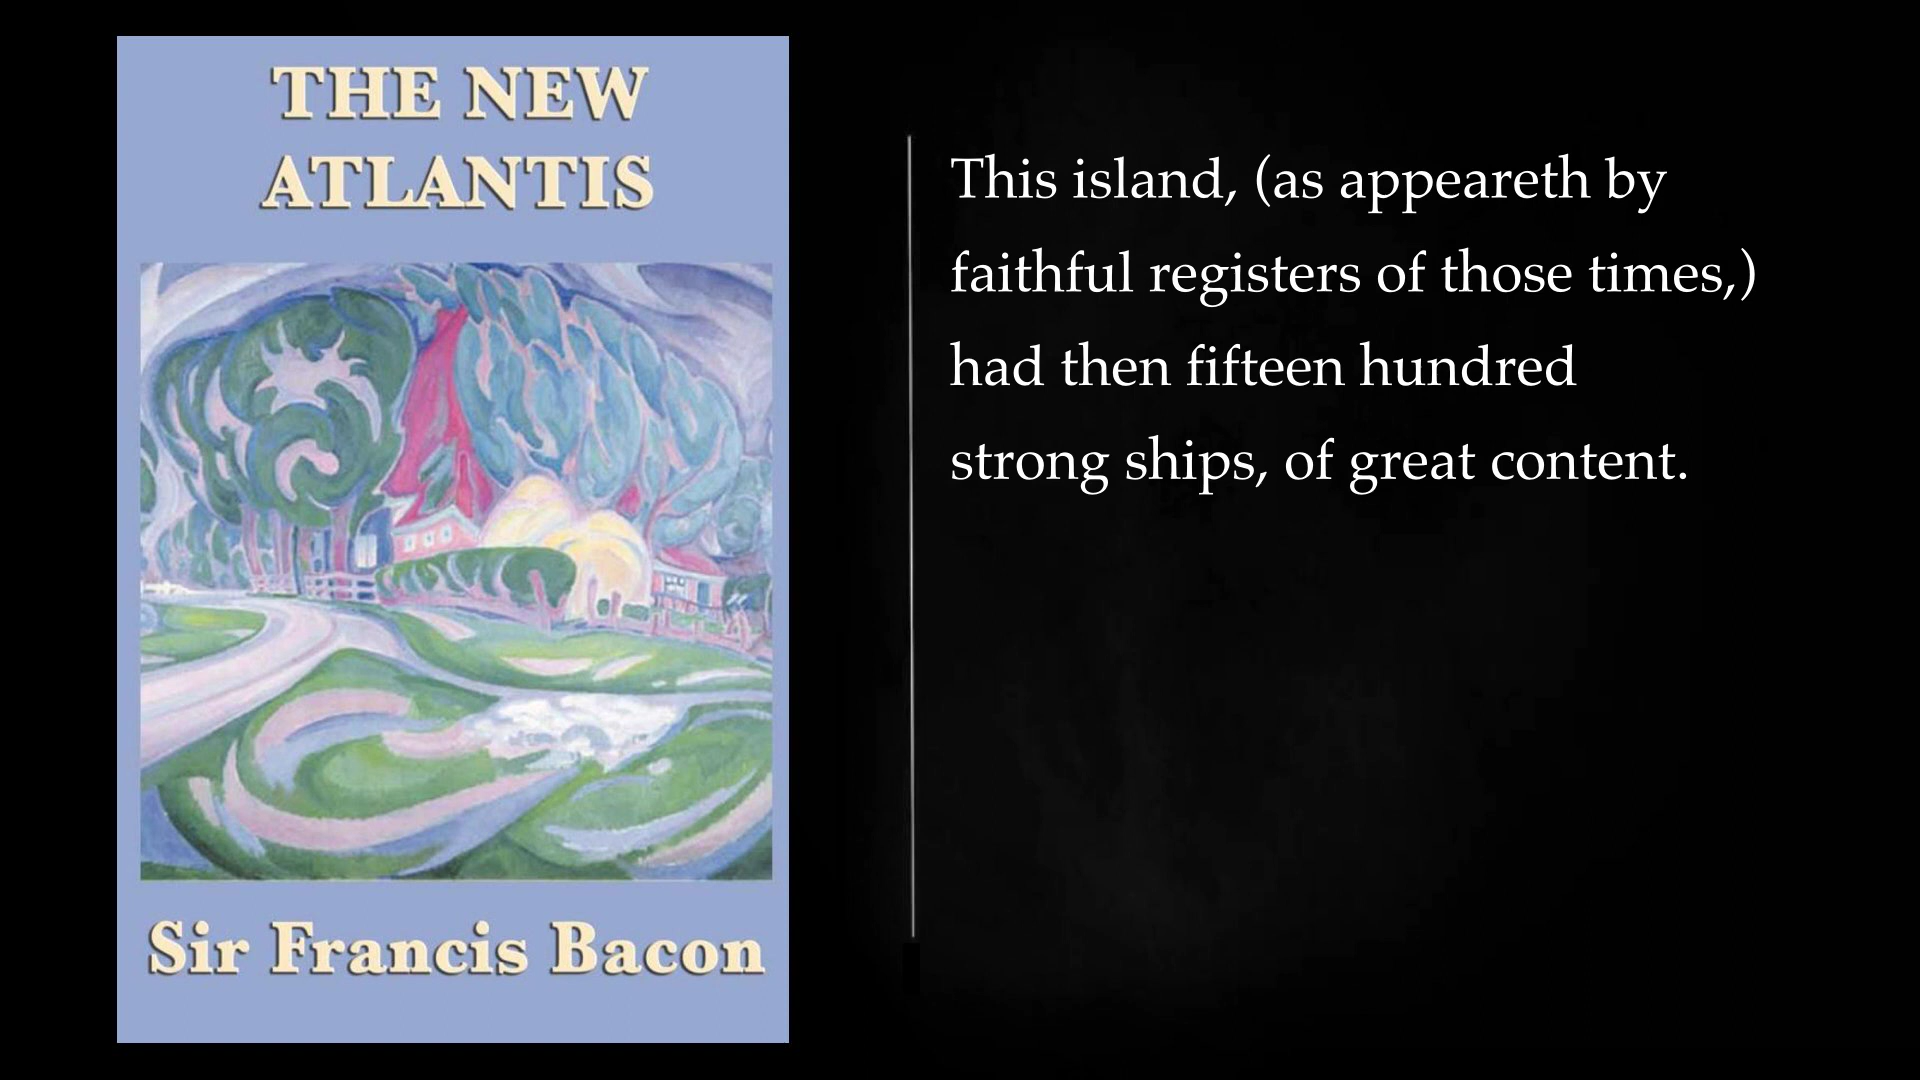 THE NEW
ATLANTIS
Sir Francis Bacon
This island, (as appeareth by
faithful registers of those times,)
had then fifteen hundred
strong ships, of great content.